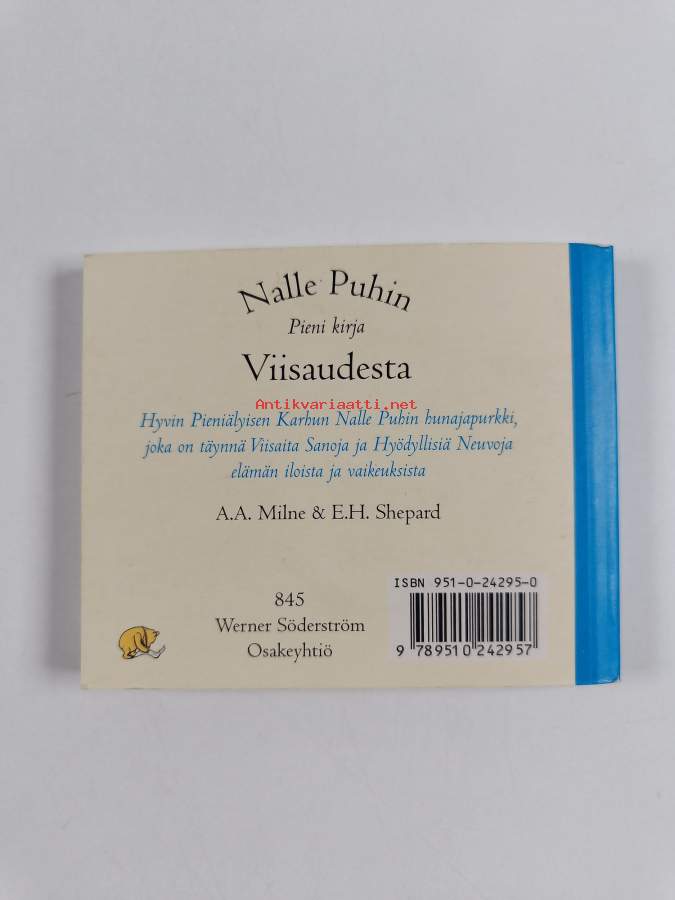 Nalle Puhin
Pieni kirja
Viisaudesta
Antikvariaatti.net
Hyvin Pieniälyisen Karhun Nalle Puhin hunajapurkki,
joka on täynnä Viisaita Sanoja ja Hyödyllisiä Neuvoja
elämän iloista ja vaikeuksista
A.A. Milne & E.H. Shepard
845
Werner Söderström
Osakeyhtiö
ISBN 951-0-24295-0
9 789510 242957